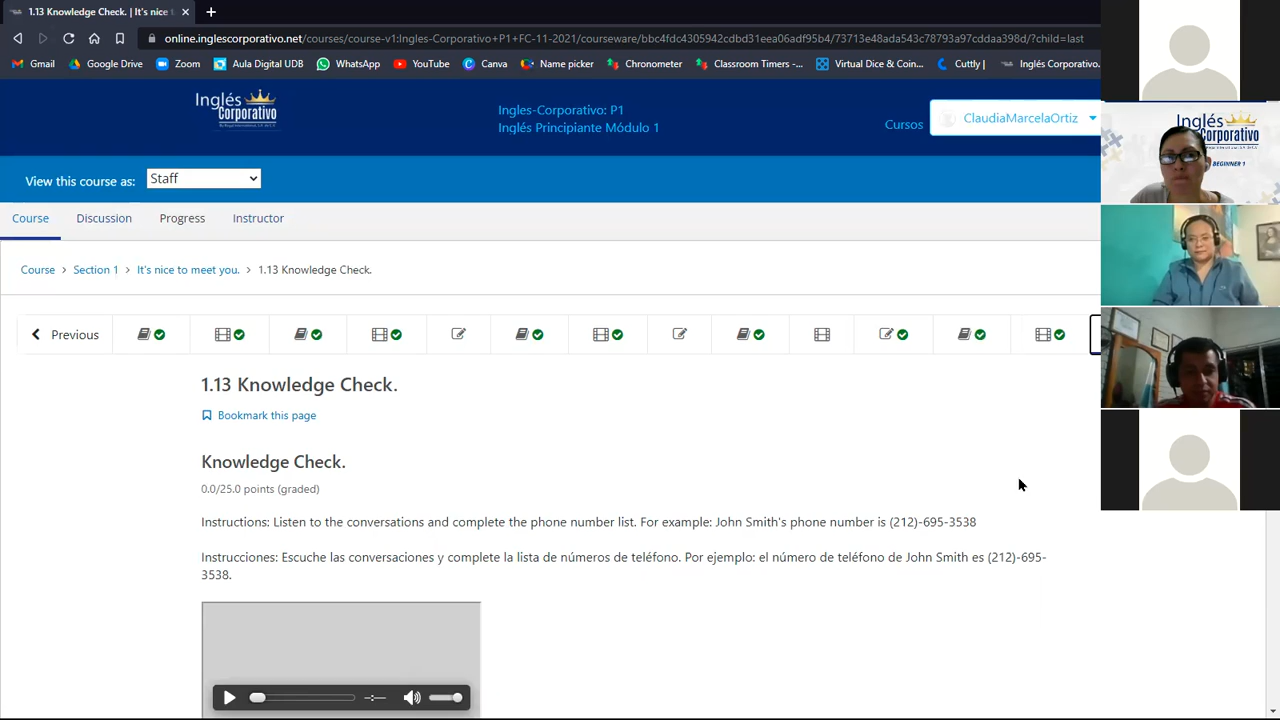 1.13 Knowledge Check. | It's nice t
online.inglescorporativo.net/courses/course-v1:Ingles-Corporativo+P1+FC-11-2021/courseware/bbc4fdc4305942cdbd31eea06adf95b4/7f13e48ada543c78793a97cddaa398d/?child=last
Gmail Google Drive Zoom Aula Digital UDB WhatsApp YouTube Canva Name picker Chronometer Classroom Timers -... Virtual Dice & Coin... Cuttly | Inglés Corporativo.
Inglés Corporativo
Ingles-Corporativo: P1
Inglés Principiante Módulo 1
Cursos
ClaudiaMarcelaOrtiz
Inglés Corporativo
BEGINNER 1
View this course as: Staff
Course Discussion Progress Instructor
Course > Section 1 > It's nice to meet you. > 1.13 Knowledge Check.
Previous
1.13 Knowledge Check.
Bookmark this page
Knowledge Check.
0.0/25.0 points (graded)
Instructions: Listen to the conversations and complete the phone number list. For example: John Smith's phone number is (212)-695-3538
Instrucciones: Escuche las conversaciones y complete la lista de números de teléfono. Por ejemplo: el número de teléfono de John Smith es (212)-695-
3538.
-:-